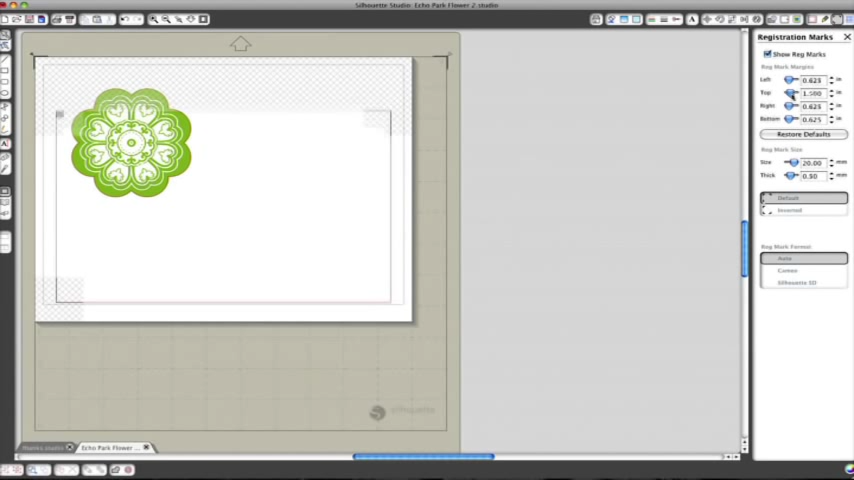 Silhouette Studio: Echo Park Flower 2.studio
Registration Marks
Show Reg Marks
Reg Mark Margins
Left 0.625 in
Top 1.500 in
Right 0.625 in
Bottom 0.625 in
Restore Defaults
Reg Mark Size
Size 20.00 mm
Thick 0.50 mm
Default
Inverted
Reg Mark Format
Auto
Cameo
Silhouette SD
silhouette
thanks.studio
Echo Park Flower ...